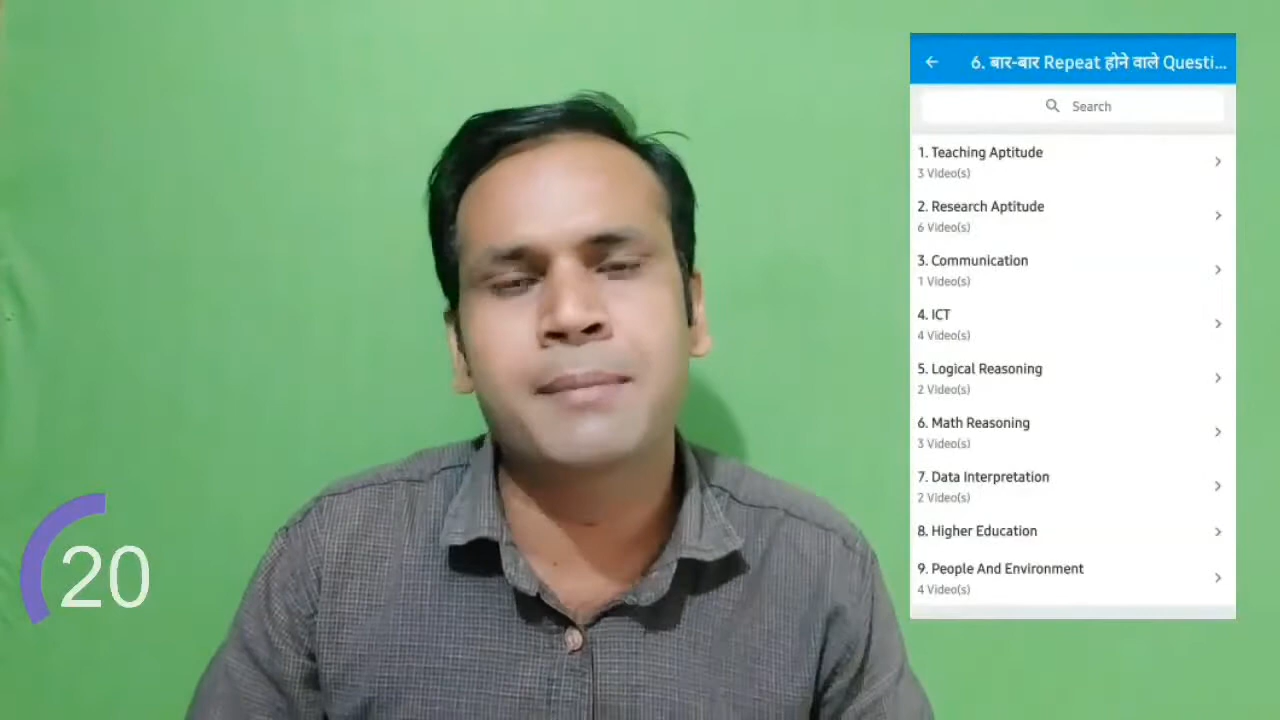 6. बार-बार Repeat होने वाले Questi...
Search
1. Teaching Aptitude
3 Video(s)
2. Research Aptitude
6 Video(s)
3. Communication
1 Video(s)
4. ICT
4 Video(s)
5. Logical Reasoning
2 Video(s)
6. Math Reasoning
3 Video(s)
7. Data Interpretation
2 Video(s)
8. Higher Education
9. People And Environment
4 Video(s)
20